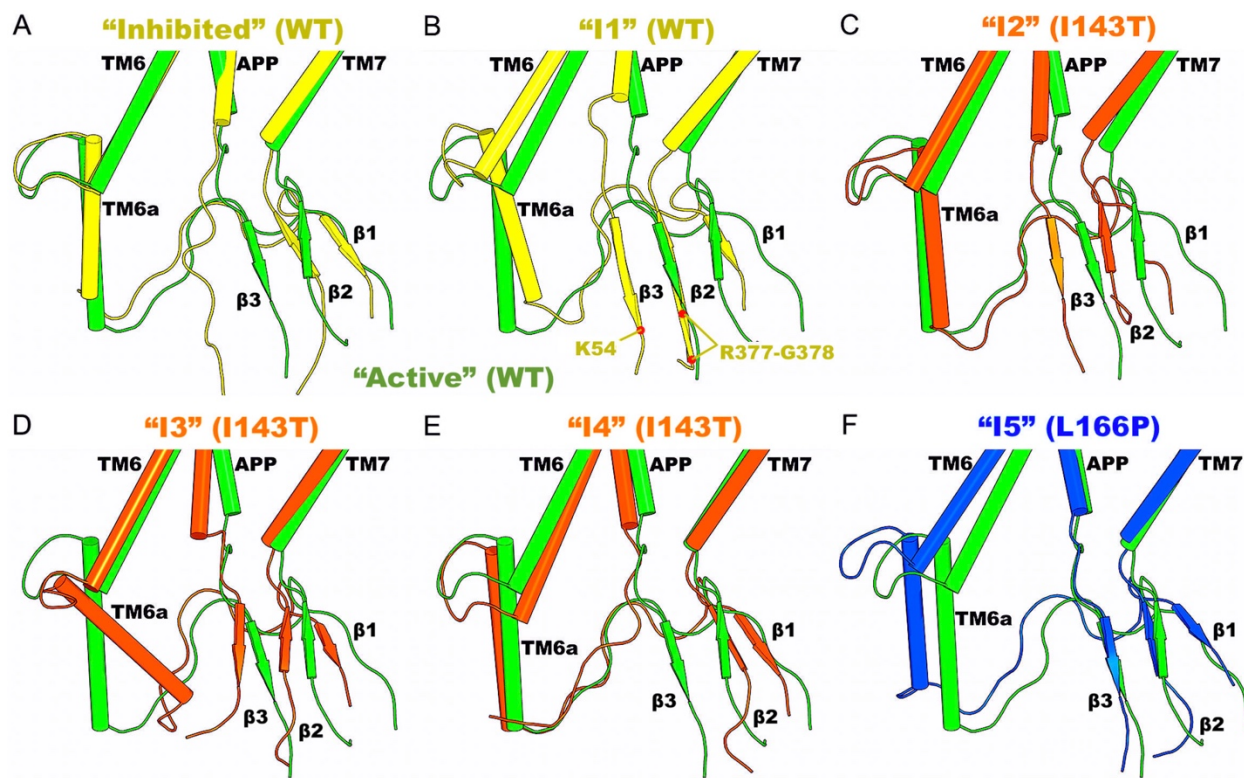 A
“Inhibited” (WT)
TM6
APP
TM7
TM6a
β1
β2
β3
B
“I1” (WT)
TM6
APP
TM7
TM6a
β1
β2
β3
K54
R377-G378
C
“I2” (I143T)
TM6
APP
TM7
TM6a
β1
β3
β2
“Active” (WT)
D
“I3” (I143T)
TM6
APP
TM7
TM6a
β1
β3
β2
E
“I4” (I143T)
TM6
APP
TM7
TM6a
β1
β3
β2
F
“I5” (L166P)
TM6
APP
TM7
TM6a
β1
β3
β2